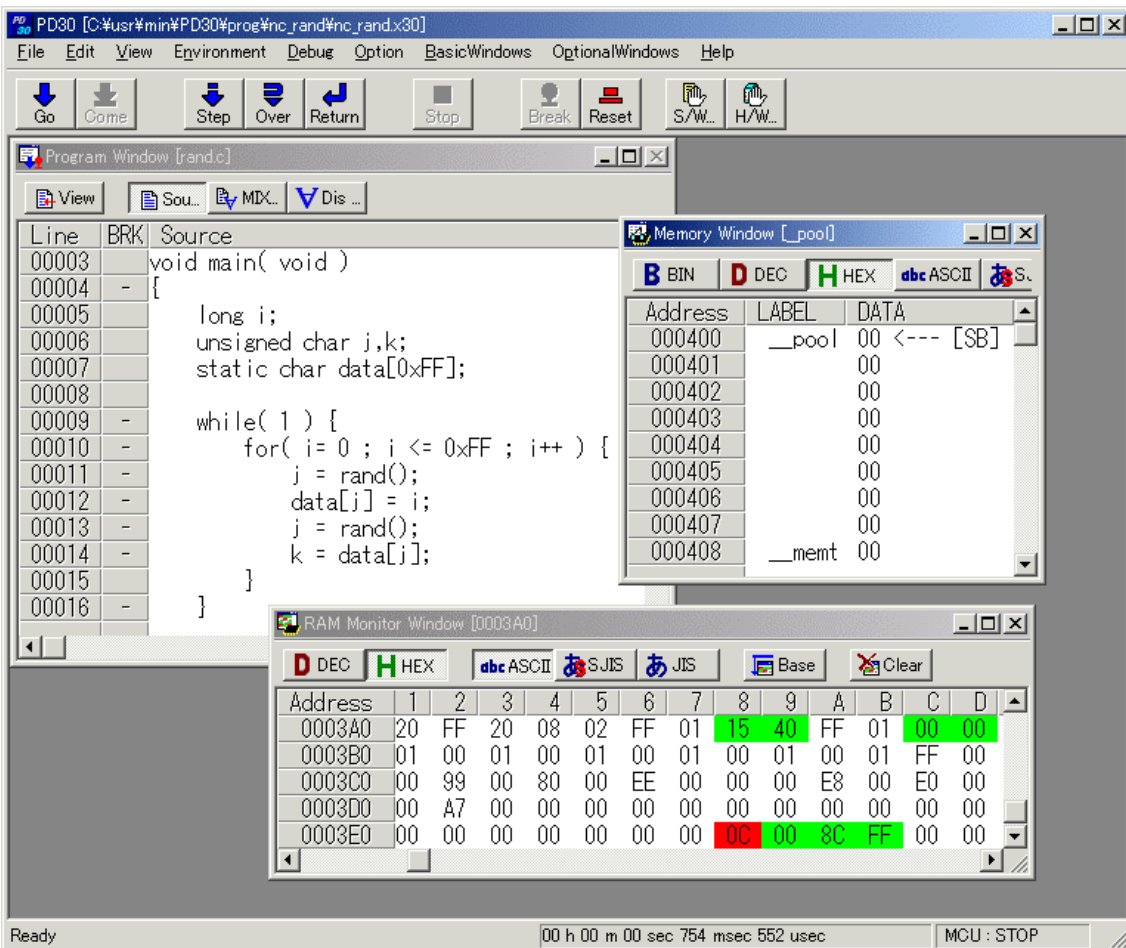 PD30 [C:¥usr¥min¥PD30¥prog¥nc_rand¥nc_rand.x30]
File Edit View Environment Debug Option BasicWindows OptionalWindows Help
Go Come Step Over Return Stop Break Reset S/W... H/W...
Program Window [rand.c]
View Sou... MIX... Dis ...
Line BRK Source
00003 void main( void )
00004 - {
00005 long i;
00006 unsigned char j,k;
00007 static char data[0xFF];
00008
00009 - while( 1 ) {
00010 - for( i= 0 ; i <= 0xFF ; i++ ) {
00011 - j = rand();
00012 - data[j] = i;
00013 - j = rand();
00014 - k = data[j];
00015 }
00016 - }
Memory Window [__pool]
B BIN D DEC H HEX abc ASCII あS S.
Address LABEL DATA
000400 __pool 00 <--- [SB]
000401 00
000402 00
000403 00
000404 00
000405 00
000406 00
000407 00
000408 __memt 00
RAM Monitor Window [0003A0]
D DEC H HEX abc ASCII あS SJIS あ JIS Base Clear
Address 1 2 3 4 5 6 7 8 9 A B C D
0003A0 20 FF 20 08 02 FF 01 15 40 FF 01 00 00
0003B0 01 00 01 00 01 00 01 00 01 00 01 FF 00
0003C0 00 99 00 80 00 EE 00 00 00 E8 00 E0 00
0003D0 00 A7 00 00 00 00 00 00 00 00 00 00 00
0003E0 00 00 00 00 00 00 00 0C 00 8C FF 00 00
Ready 00 h 00 m 00 sec 754 msec 552 usec MCU : STOP